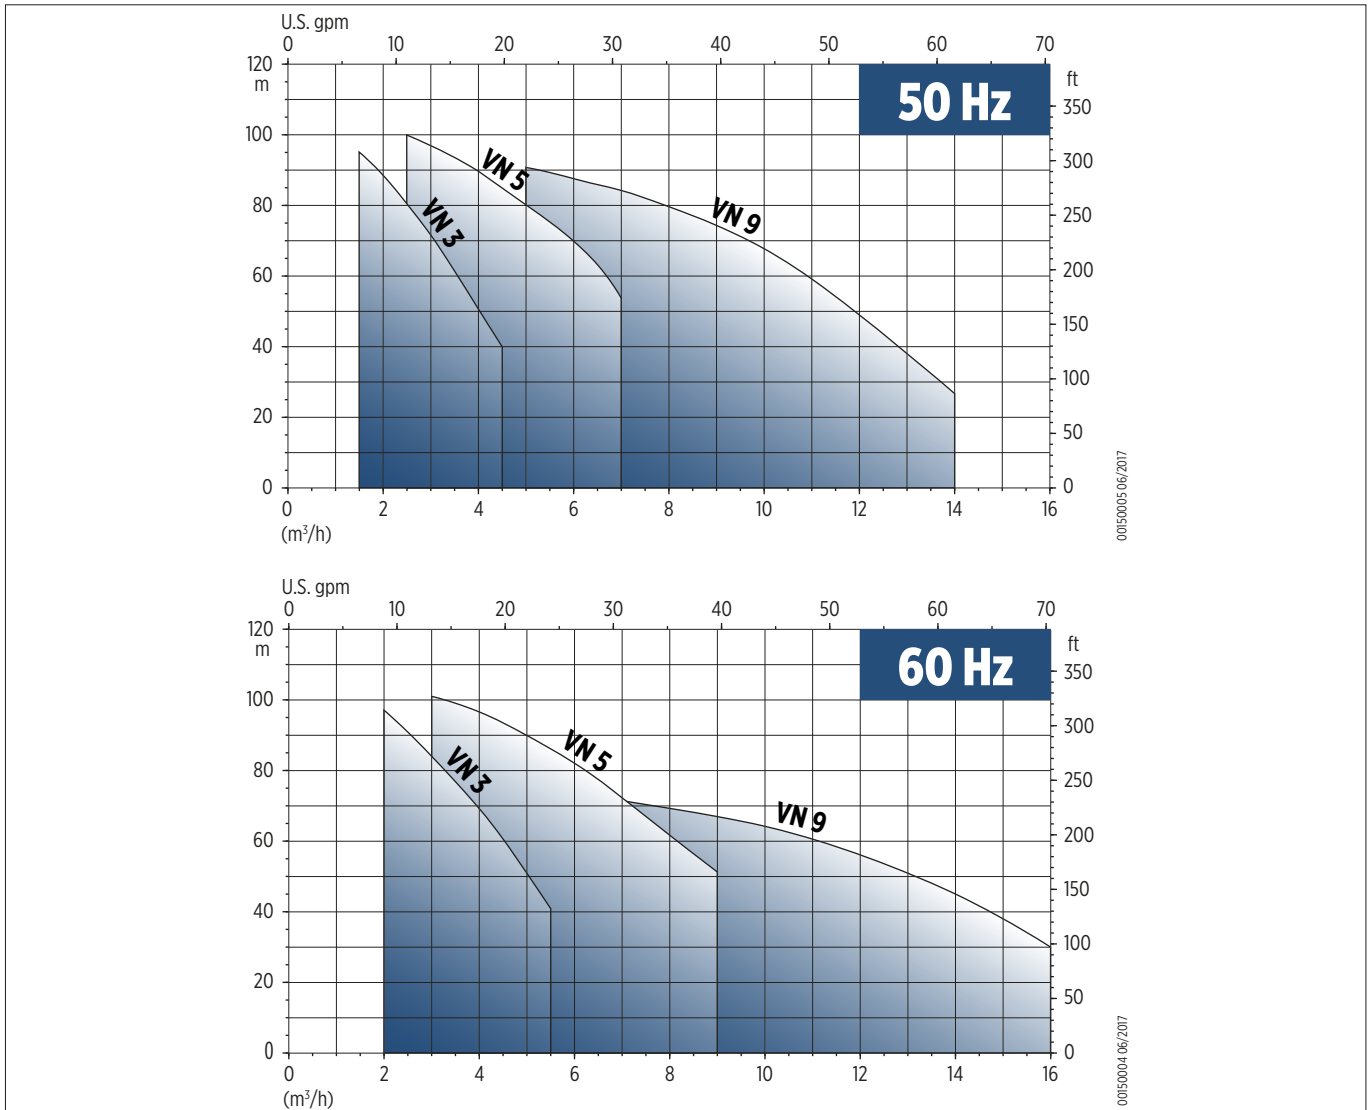 U.S. gpm
0 10 20 30 40 50 60 70
120
m
ft
50 Hz
350
100
300
VN 5
VN 3
VN 9
80
250
60
200
150
40
100
20
50
0
0
0 2 4 6 8 10 12 14 16
(m³/h)
00150005 06/2017
U.S. gpm
0 10 20 30 40 50 60 70
120
m
ft
60 Hz
350
100
300
VN 5
VN 3
80
250
VN 9
60
200
150
40
100
20
50
0
0
0 2 4 6 8 10 12 14 16
(m³/h)
00150004 06/2017